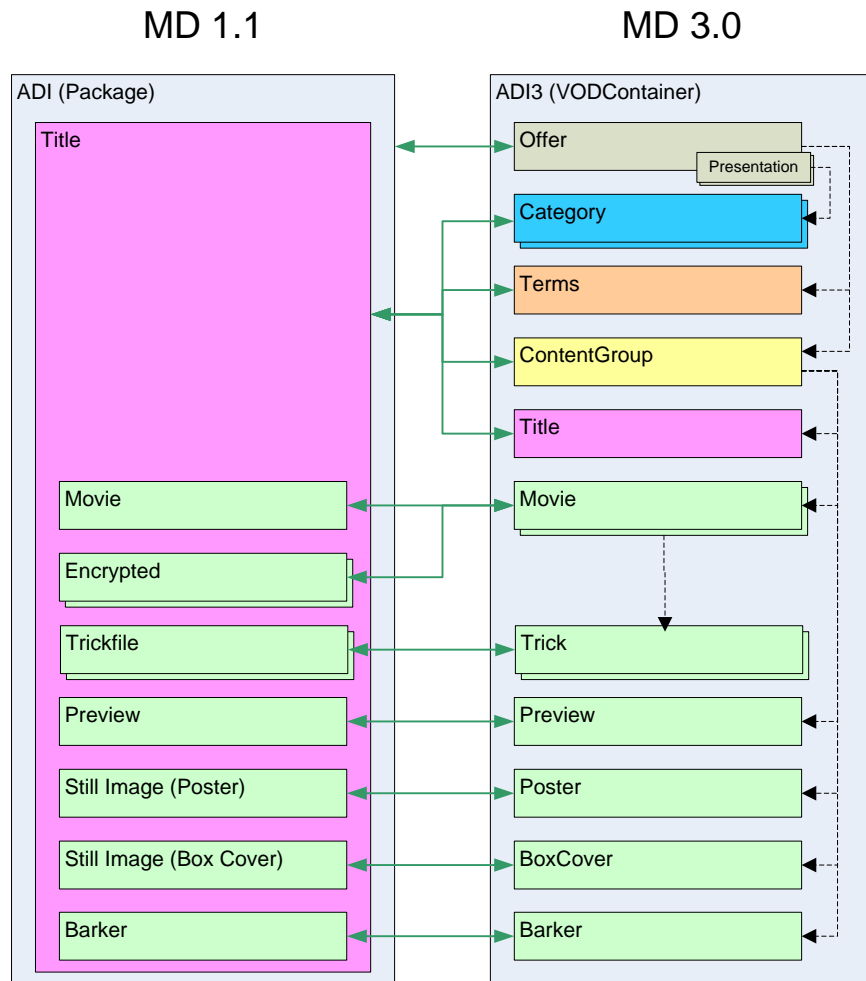 MD 1.1
MD 3.0
ADI (Package)
Title
Movie
Encrypted
Trickfile
Preview
Still Image (Poster)
Still Image (Box Cover)
Barker
ADI3 (VODContainer)
Offer
Presentation
Category
Terms
ContentGroup
Title
Movie
Trick
Preview
Poster
BoxCover
Barker